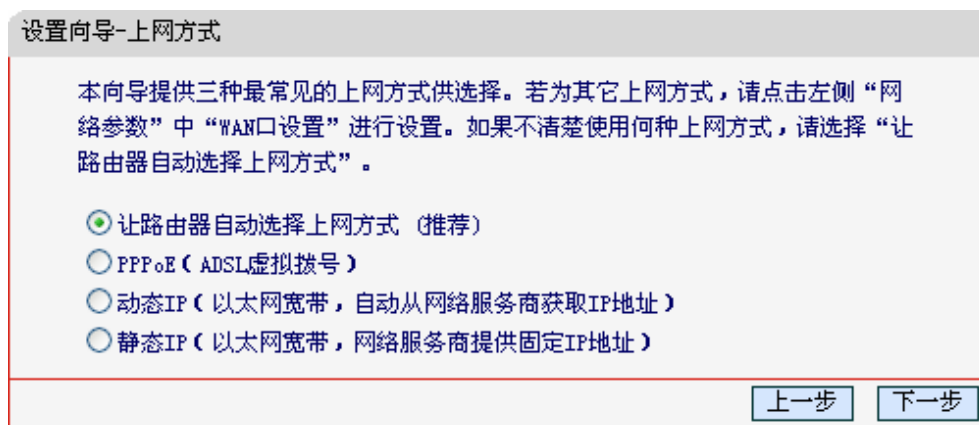 设置向导-上网方式
本向导提供三种最常见的上网方式供选择。若为其它上网方式，请点击左侧“网
络参数”中“WAN口设置”进行设置。如果不清楚使用何种上网方式，请选择“让
路由器自动选择上网方式”。
让路由器自动选择上网方式（推荐）
PPPoE（ADSL虚拟拨号）
动态IP（以太网宽带，自动从网络服务商获取IP地址）
静态IP（以太网宽带，网络服务商提供固定IP地址）
上一步 下一步